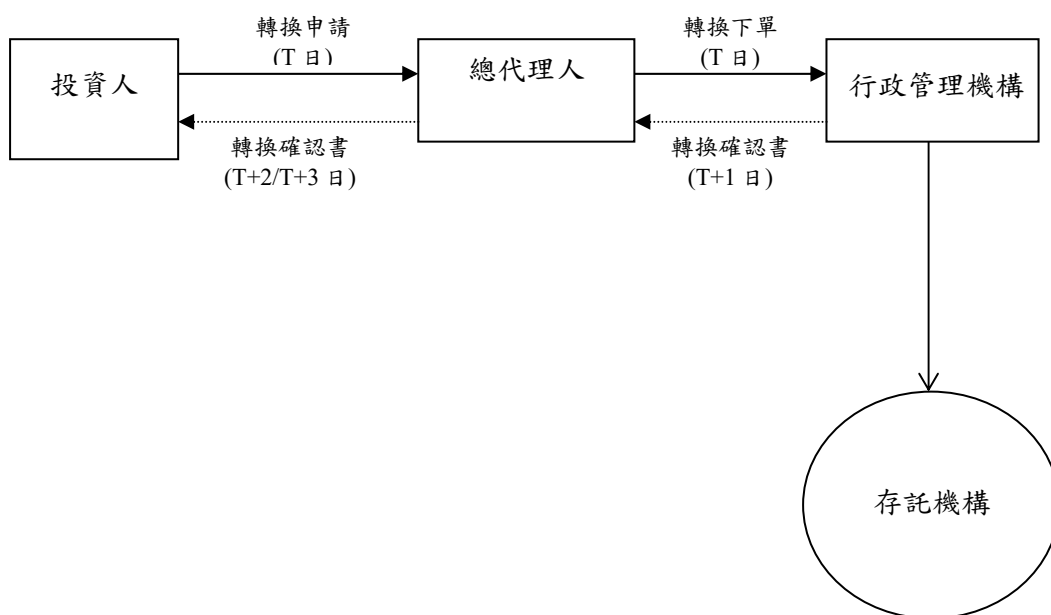 轉換申請
(T 日)
轉換下單
(T 日)
投資人
總代理人
行政管理機構
轉換確認書
(T+2/T+3 日)
轉換確認書
(T+1 日)
存託機構